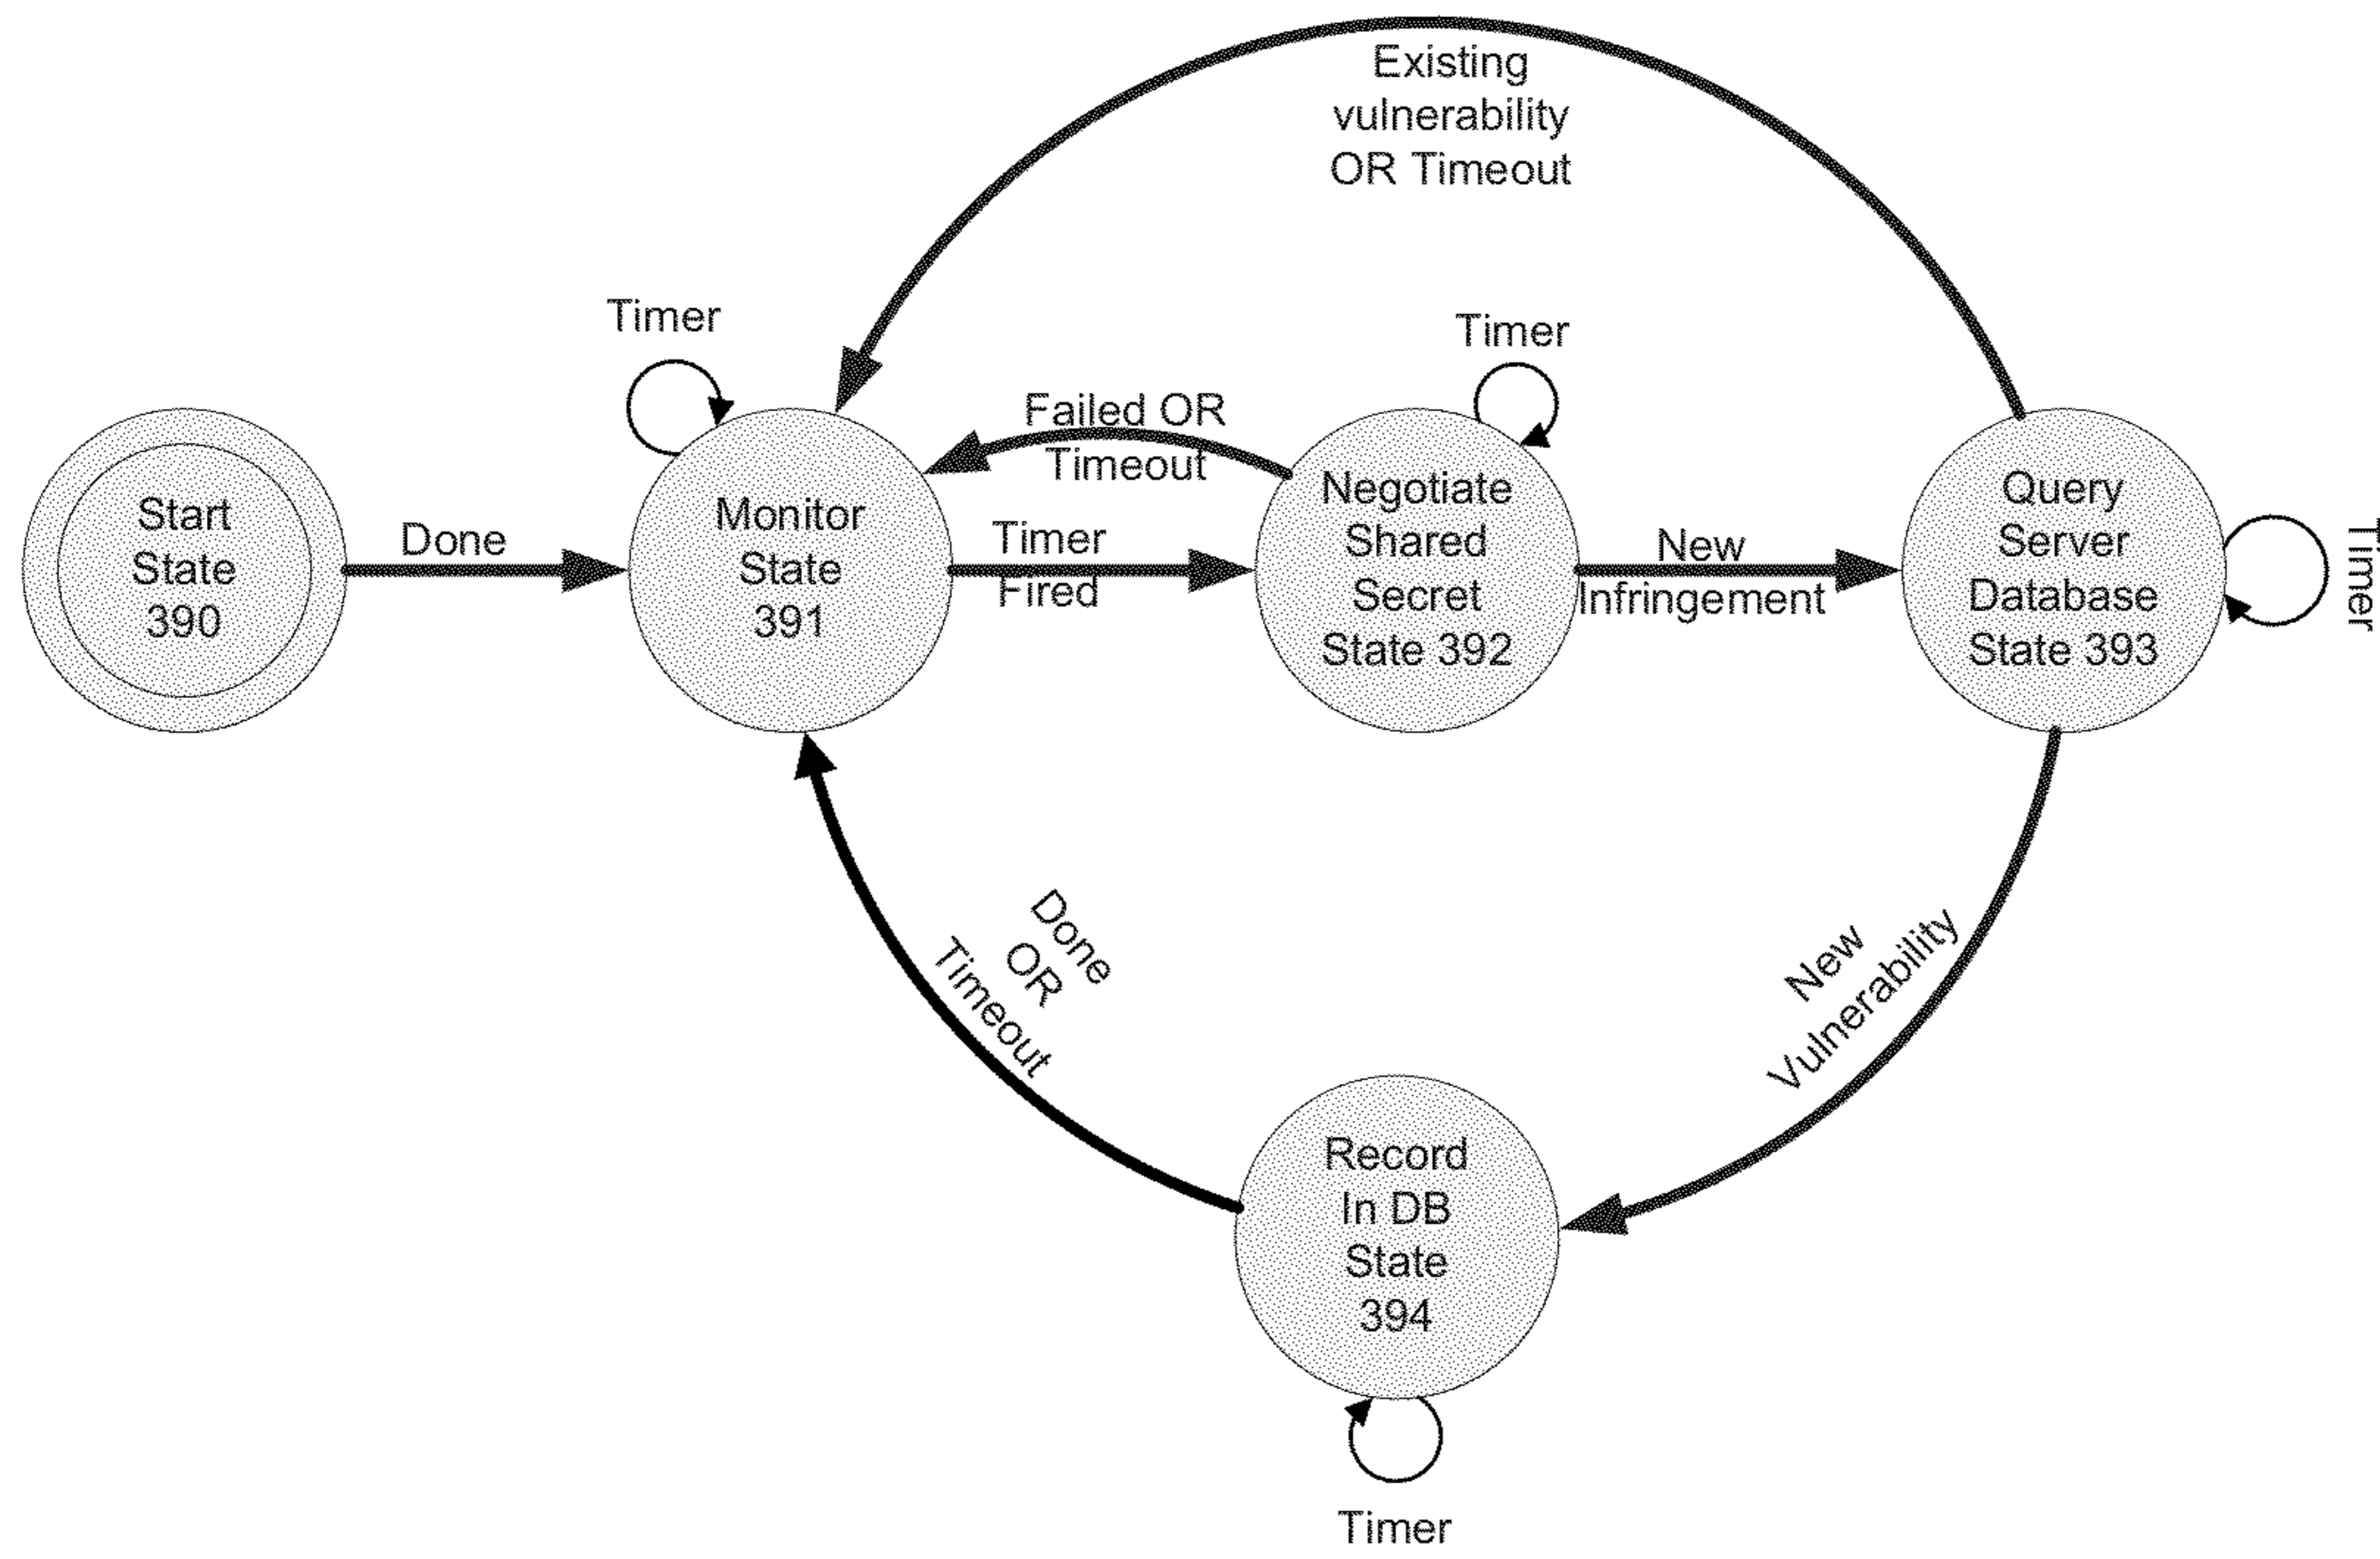 Existing
vulnerability
OR Timeout
Timer
Timer
Failed OR
Timeout
Start
State
390
Done
Monitor
State
391
Timer
Fired
Negotiate
Shared
Secret
State 392
New
Infringement
Query
Server
Database
State 393
Timer
Done
OR
Timeout
New
Vulnerability
Record
In DB
State
394
Timer